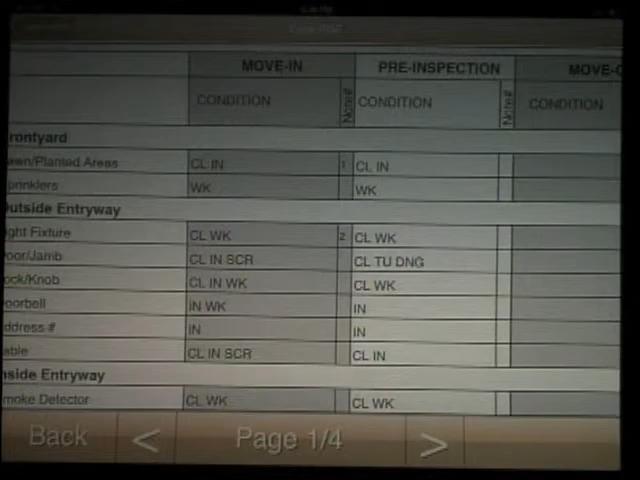 MOVE-IN PRE-INSPECTION MOVE-O
CONDITION Note# CONDITION Note# CONDITION
rontyard
awn/Planted Areas CL IN 1 CL IN
prinklers WK WK
utside Entryway
ght Fixture CL WK 2 CL WK
oor/Jamb CL IN SCR CL TU DNG
ock/Knob CL IN WK CL WK
oorbell IN WK IN
ddress # IN IN
able CL IN SCR CL IN
nside Entryway
moke Detector CL WK CL WK
Back < Page 1/4 >